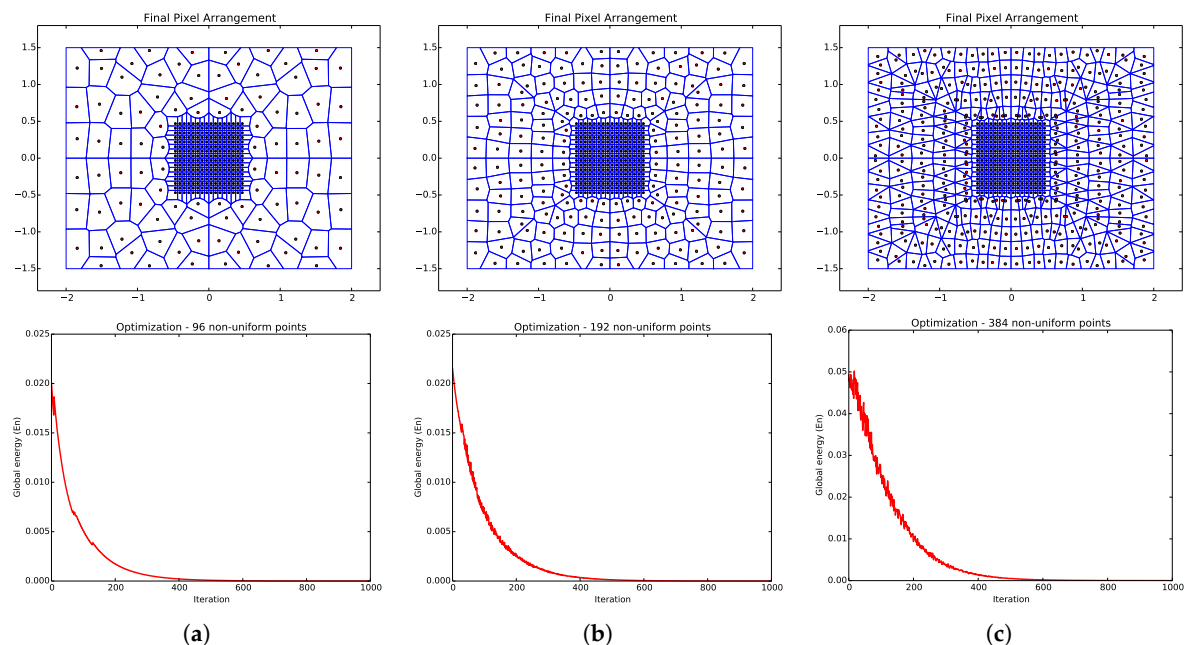 Final Pixel Arrangement Final Pixel Arrangement Final Pixel Arrangement
1.5 1.5 1.5
1.0 1.0 1.0
0.5 0.5 0.5
0.0 0.0 0.0
−0.5 −0.5 −0.5
−1.0 −1.0 −1.0
−1.5 −1.5 −1.5
−2 −1 0 1 2 −2 −1 0 1 2 −2 −1 0 1 2
Optimization - 96 non-uniform points
0.025
0.020
0.015
0.010
0.005
0.000
Global energy (En)
0 200 400 600 800 1000
Iteration
Optimization - 192 non-uniform points
0.025
0.020
0.015
0.010
0.005
0.000
Global energy (En)
0 200 400 600 800 1000
Iteration
Optimization - 384 non-uniform points
0.06
0.05
0.04
0.03
0.02
0.01
0.00
Global energy (En)
0 200 400 600 800 1000
Iteration
(a) (b) (c)